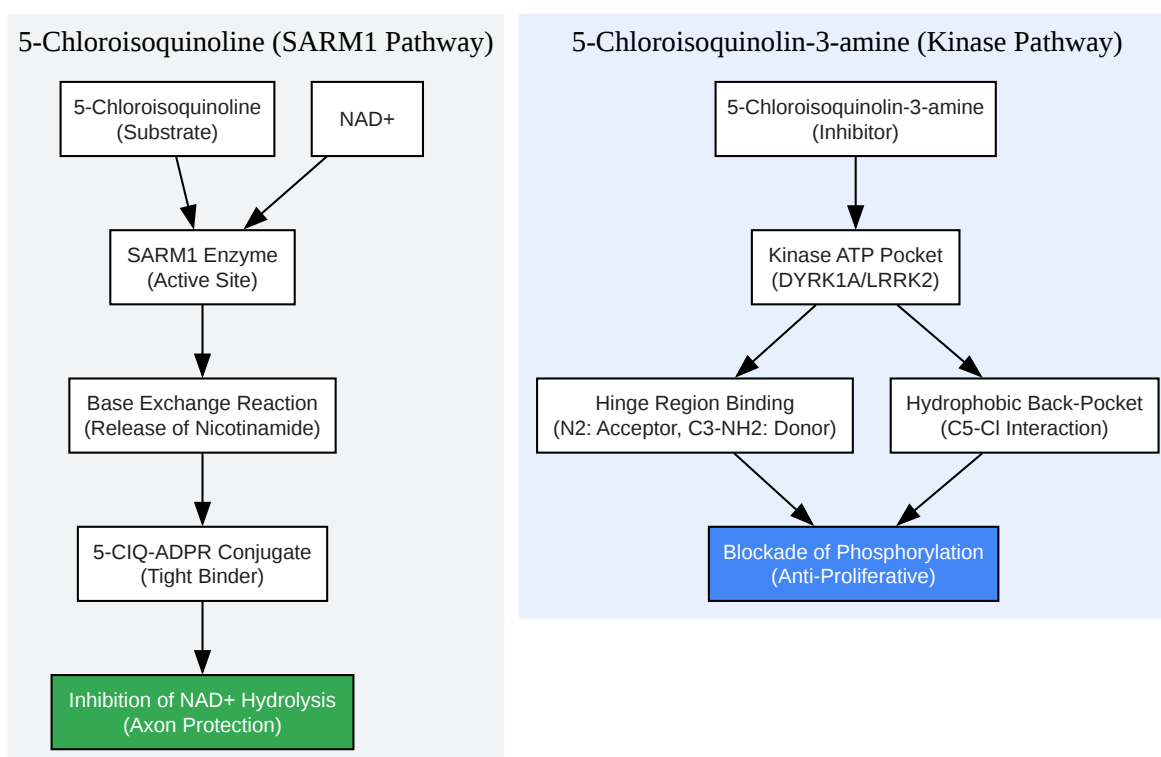 5-Chloroisoquinoline (SARM1 Pathway)
5-Chloroisoquinoline
(Substrate)
NAD+
SARM1 Enzyme
(Active Site)
Base Exchange Reaction
(Release of Nicotinamide)
5-CIQ-ADPR Conjugate
(Tight Binder)
Inhibition of NAD+ Hydrolysis
(Axon Protection)
5-Chloroisoquinolin-3-amine (Kinase Pathway)
5-Chloroisoquinolin-3-amine
(Inhibitor)
Kinase ATP Pocket
(DYRK1A/LRRK2)
Hinge Region Binding
(N2: Acceptor, C3-NH2: Donor)
Hydrophobic Back-Pocket
(C5-Cl Interaction)
Blockade of Phosphorylation
(Anti-Proliferative)